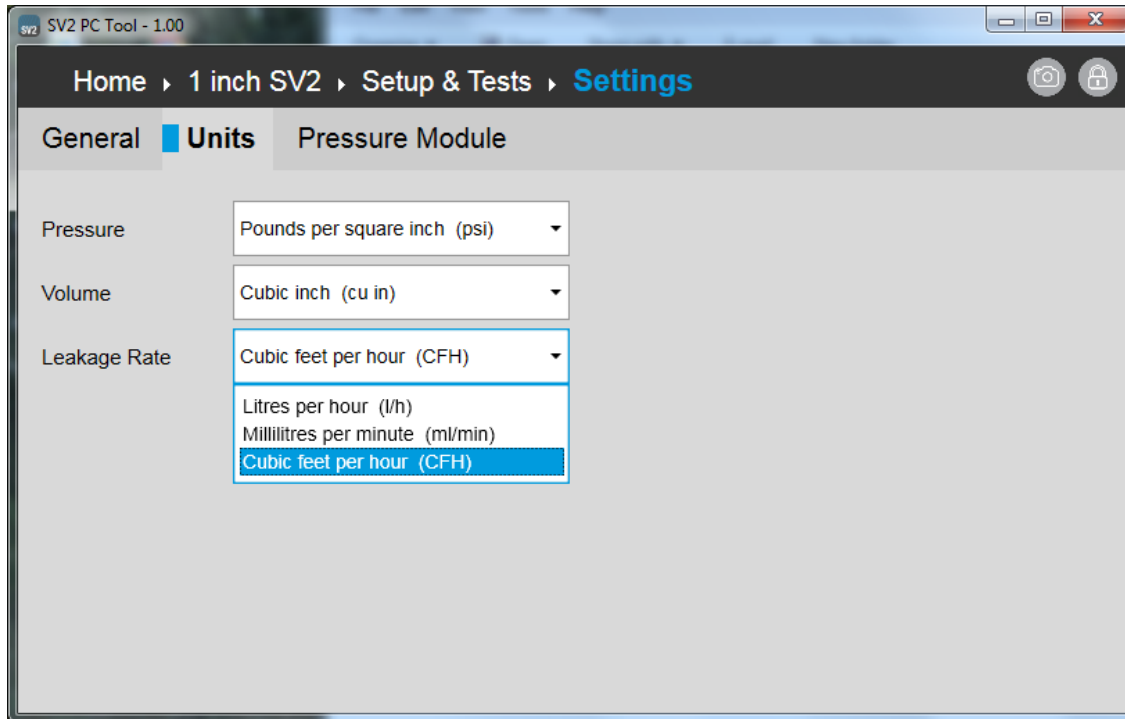 SV2 SV2 PC Tool - 1.00
Home 1 inch SV2 Setup & Tests Settings
General Units Pressure Module
Pressure Pounds per square inch (psi)
Volume Cubic inch (cu in)
Leakage Rate Cubic feet per hour (CFH)
Litres per hour (l/h)
Millilitres per minute (ml/min)
Cubic feet per hour (CFH)